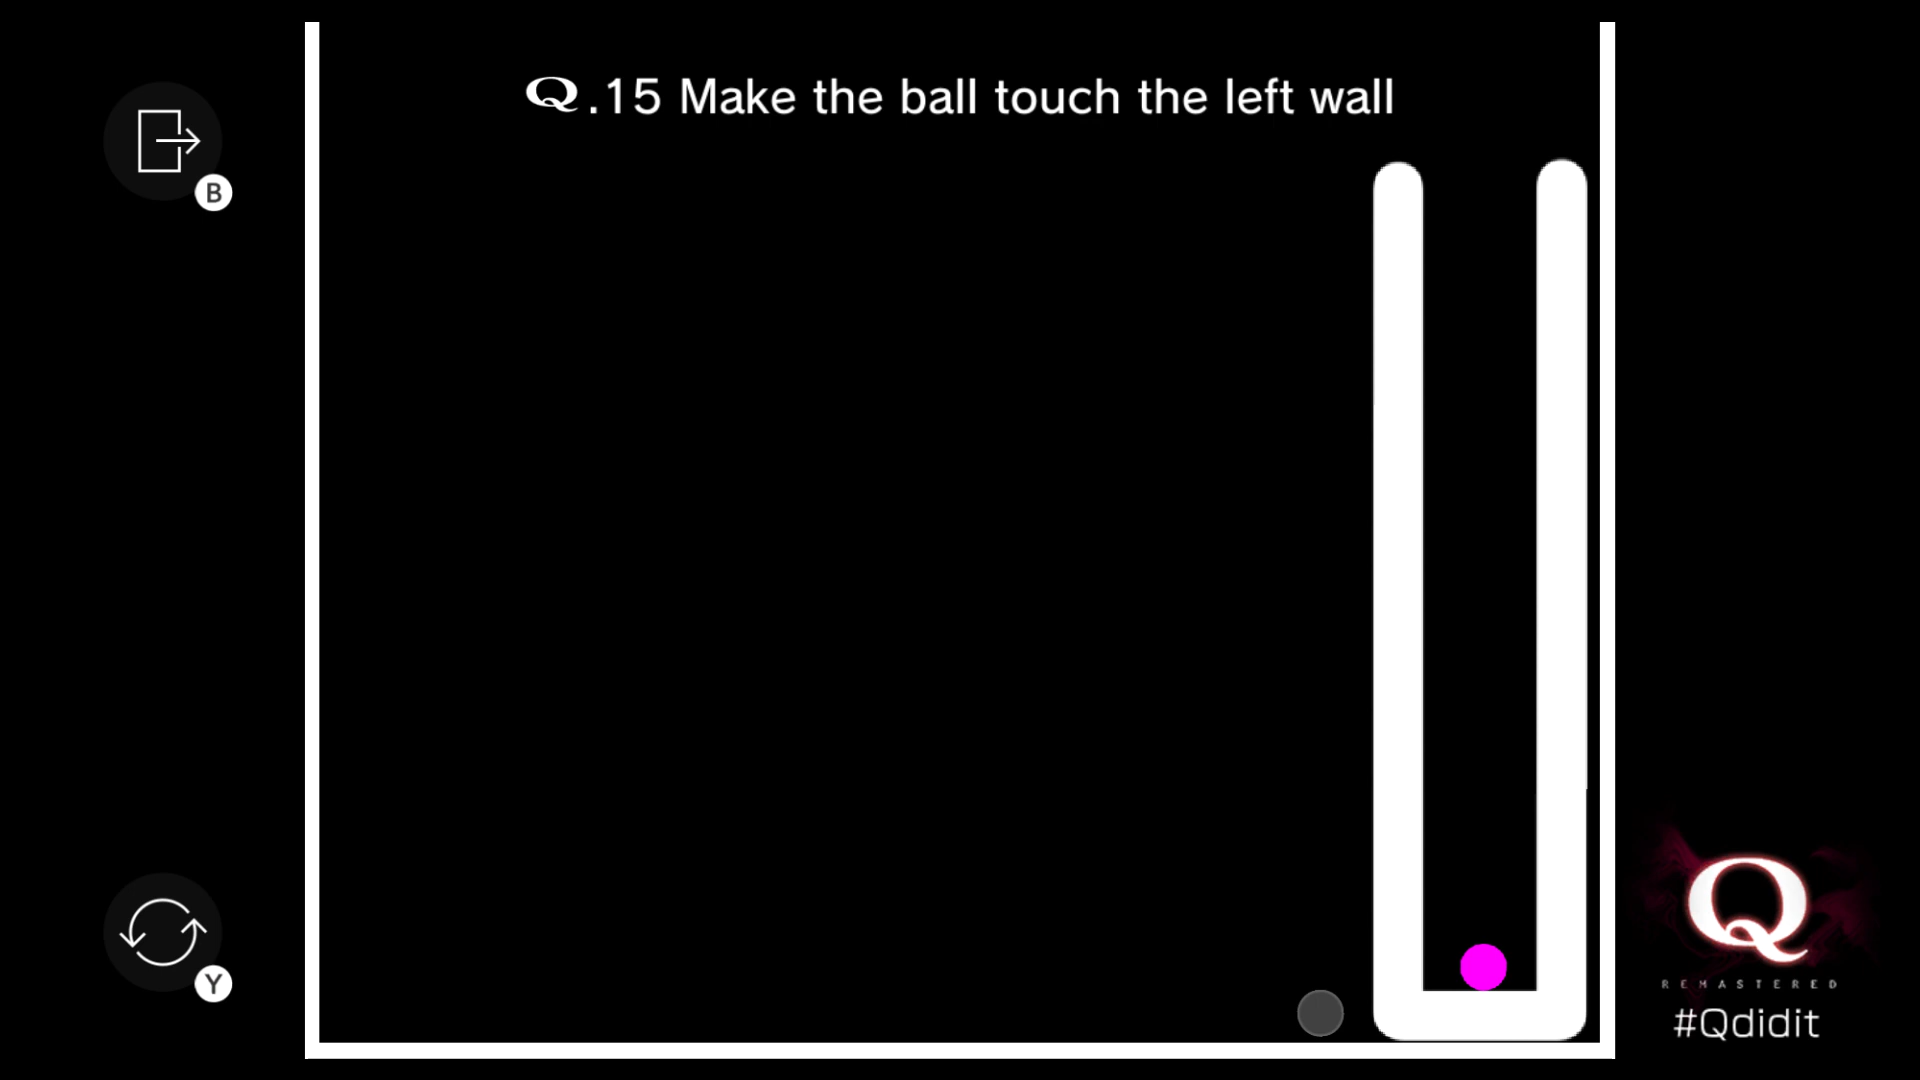 Q.15 Make the ball touch the left wall
B
Y
Q
REMASTERED
#Qdidit